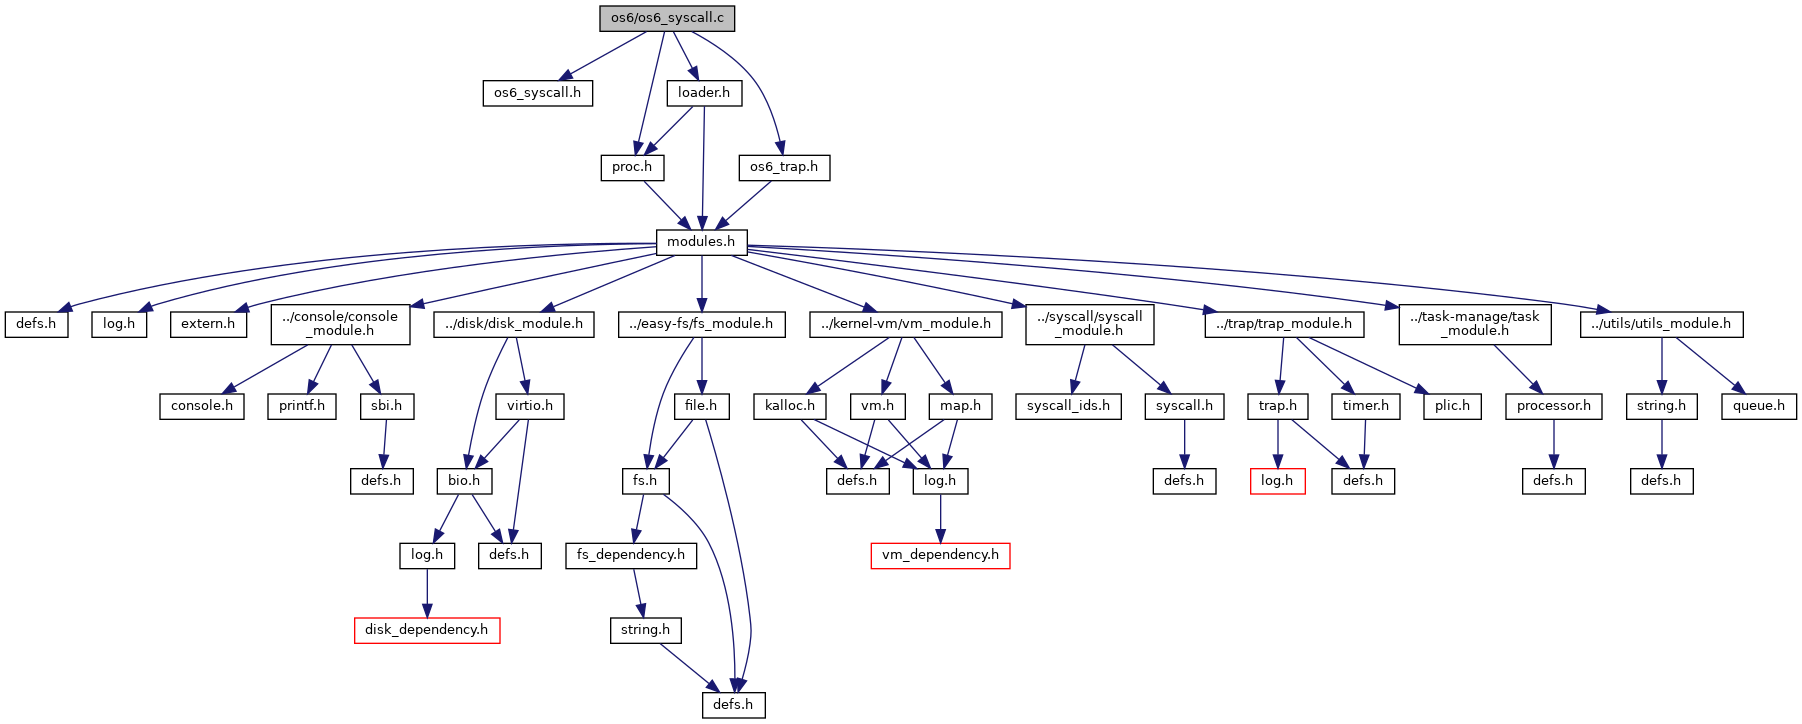 os6/os6_syscall.c
os6_syscall.h
loader.h
proc.h
os6_trap.h
modules.h
defs.h
log.h
extern.h
../console/console
_module.h
../disk/disk_module.h
../easy-fs/fs_module.h
../kernel-vm/vm_module.h
../syscall/syscall
_module.h
../trap/trap_module.h
../task-manage/task
_module.h
../utils/utils_module.h
console.h
printf.h
sbi.h
virtio.h
file.h
kalloc.h
vm.h
map.h
syscall_ids.h
syscall.h
trap.h
timer.h
plic.h
processor.h
string.h
queue.h
defs.h
bio.h
fs.h
defs.h
log.h
defs.h
log.h
defs.h
defs.h
defs.h
log.h
defs.h
fs_dependency.h
vm_dependency.h
disk_dependency.h
string.h
defs.h